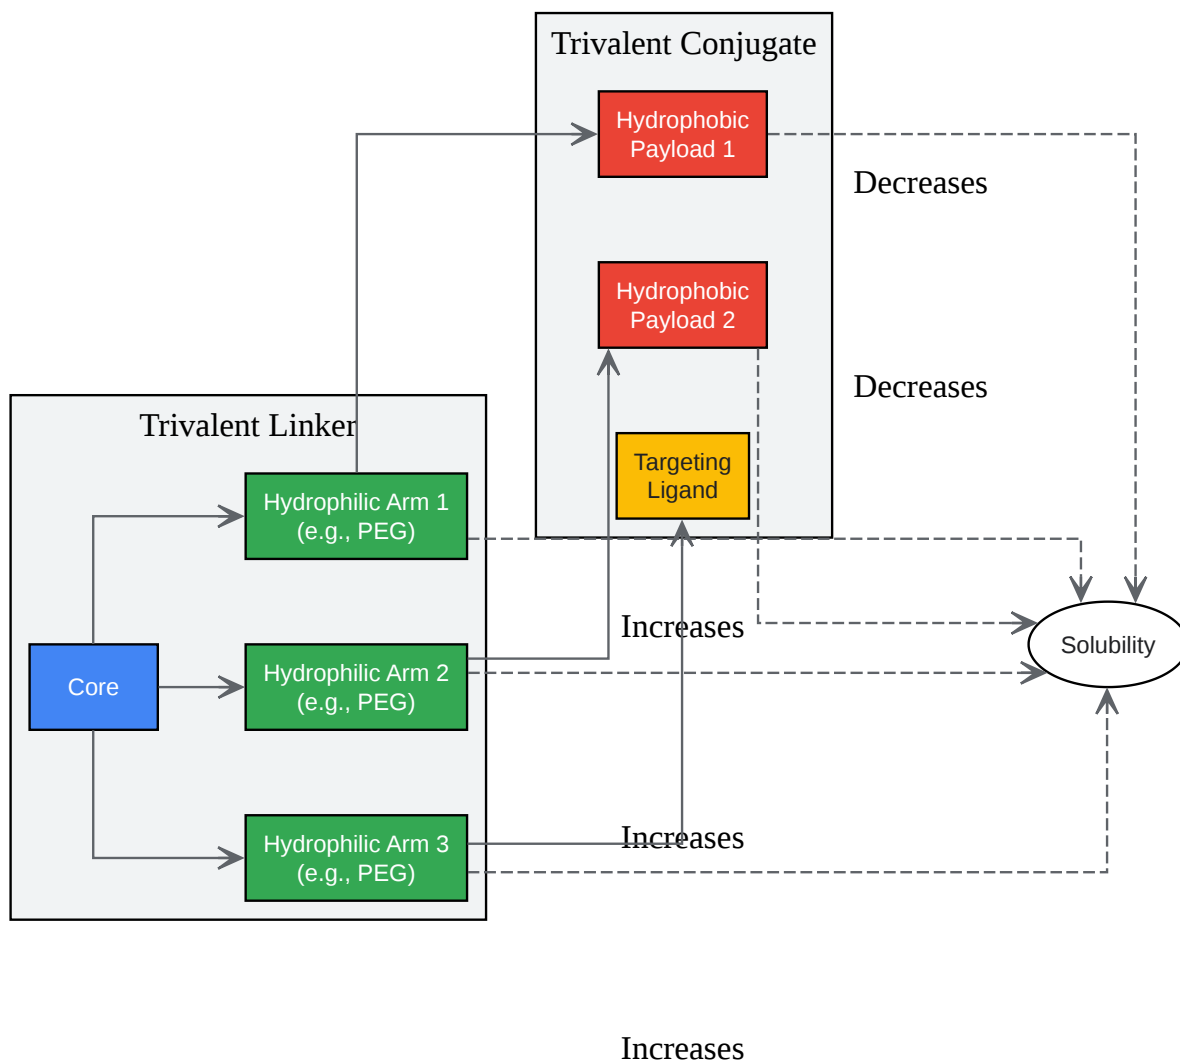 Trivalent Conjugate
Hydrophobic
Payload 1
Decreases
Hydrophobic
Payload 2
Decreases
Trivalent Linker
Targeting
Ligand
Hydrophilic Arm 1
(e.g., PEG)
Increases
Solubility
Core
Hydrophilic Arm 2
(e.g., PEG)
Increases
Hydrophilic Arm 3
(e.g., PEG)
Increases